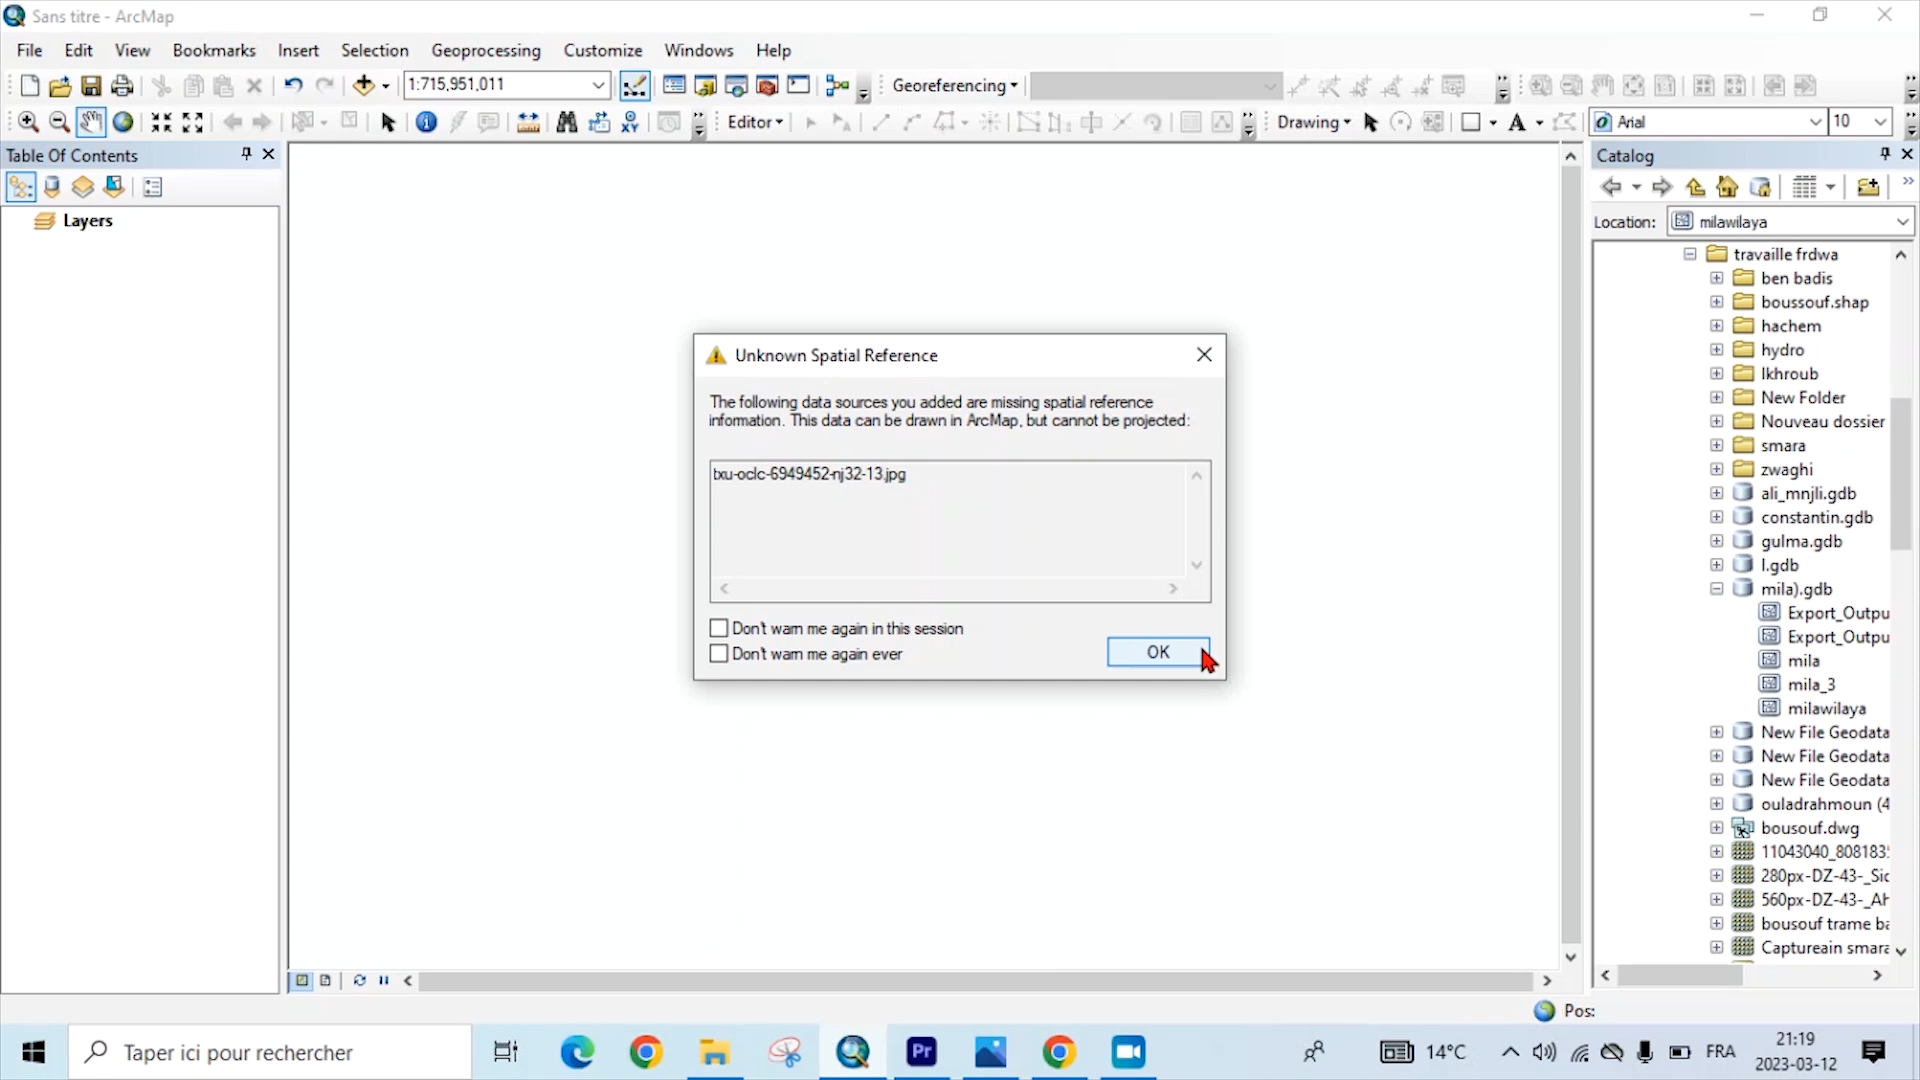 Sans titre - ArcMap
File Edit View Bookmarks Insert Selection Geoprocessing Customize Windows Help
1:715,951,011
Georeferencing
Editor
Drawing
Arial
10
Table Of Contents
Layers
Catalog
Location: milawilaya
travaille frdwa
ben badis
boussouf.shap
hachem
hydro
lkhroub
New Folder
Nouveau dossier
smara
zwaghi
ali_mnjli.gdb
constantin.gdb
gulma.gdb
l.gdb
mila).gdb
Export_Outpu
Export_Outpu
mila
mila_3
milawilaya
New File Geodata
New File Geodata
New File Geodata
ouladrahmoun (4
bousouf.dwg
11043040_808183
280px-DZ-43-_Sic
560px-DZ-43-_Ah
bousouf trame ba
Captureain smara
Unknown Spatial Reference
The following data sources you added are missing spatial reference
information. This data can be drawn in ArcMap, but cannot be projected:
txu-oclc-6949452-nj32-13.jpg
Don't warn me again in this session
Don't warn me again ever
OK
Pos:
Taper ici pour rechercher
Pr
14°C
FRA
21:19
2023-03-12